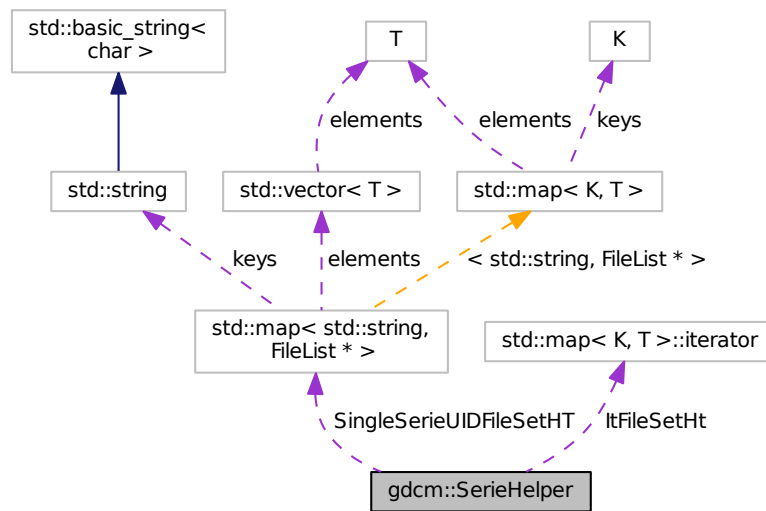 std::basic_string<
char >
T
K
elements
elements
keys
std::string
std::vector< T >
std::map< K, T >
keys
elements
< std::string, FileList * >
std::map< std::string,
FileList * >
std::map< K, T >::iterator
SingleSerieUIDFileSetHT
ItFileSetHt
gdcm::SerieHelper